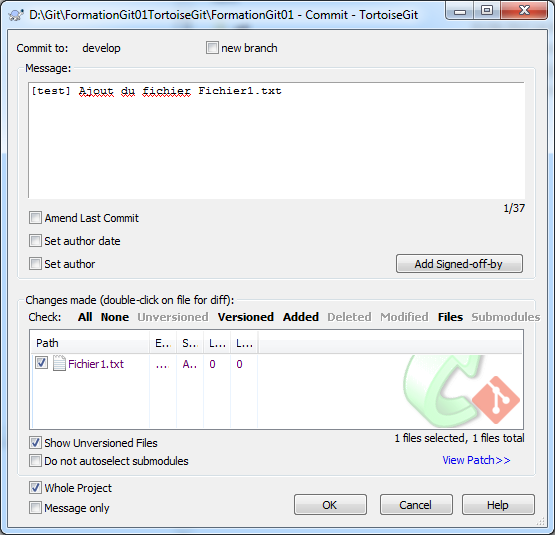 D:\Git\FormationGit01TortoiseGit\FormationGit01 - Commit - TortoiseGit
Commit to: develop new branch
Message:
[test] Ajout du fichier Fichier1.txt
1/37
Amend Last Commit
Set author date
Set author
Add Signed-off-by
Changes made (double-click on file for diff):
Check: All None Unversioned Versioned Added Deleted Modified Files Submodules
Path E... S... L... L...
Fichier1.txt .... A... 0 0
1 files selected, 1 files total
Show Unversioned Files
Do not autoselect submodules
View Patch>>
Whole Project
Message only
OK Cancel Help